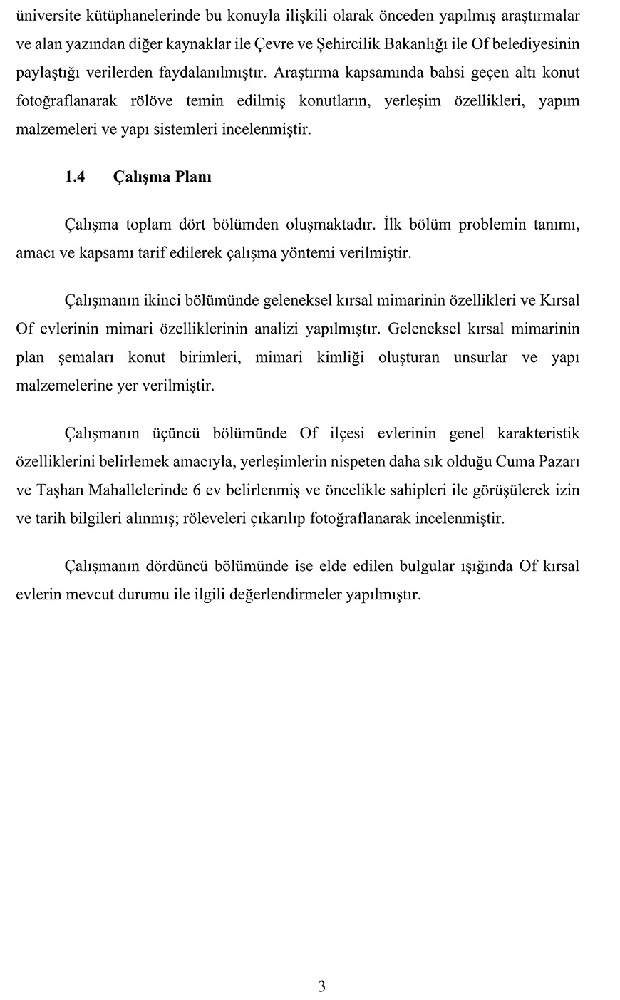 üniversite kütüphanelerinde bu konuyla ilişkili olarak önceden yapılmış araştırmalar
ve alan yazından diğer kaynaklar ile Çevre ve Şehircilik Bakanlığı ile Of belediyesinin
paylaştığı verilerden faydalanılmıştır. Araştırma kapsamında bahsi geçen altı konut
fotoğraflanarak rölöve temin edilmiş konutların, yerleşim özellikleri, yapım
malzemeleri ve yapı sistemleri incelenmiştir.
1.4 Çalışma Planı
Çalışma toplam dört bölümden oluşmaktadır. İlk bölüm problemin tanımı,
amacı ve kapsamı tarif edilerek çalışma yöntemi verilmiştir.
Çalışmanın ikinci bölümünde geleneksel kırsal mimarinin özellikleri ve Kırsal
Of evlerinin mimari özelliklerinin analizi yapılmıştır. Geleneksel kırsal mimarinin
plan şemaları konut birimleri, mimari kimliği oluşturan unsurlar ve yapı
malzemelerine yer verilmiştir.
Çalışmanın üçüncü bölümünde Of ilçesi evlerinin genel karakteristik
özelliklerini belirlemek amacıyla, yerleşimlerin nispeten daha sık olduğu Cuma Pazarı
ve Taşhan Mahallelerinde 6 ev belirlenmiş ve öncelikle sahipleri ile görüşülerek izin
ve tarih bilgileri alınmış; röleveleri çıkarılıp fotoğraflanarak incelenmiştir.
Çalışmanın dördüncü bölümünde ise elde edilen bulgular ışığında Of kırsal
evlerin mevcut durumu ile ilgili değerlendirmeler yapılmıştır.
3